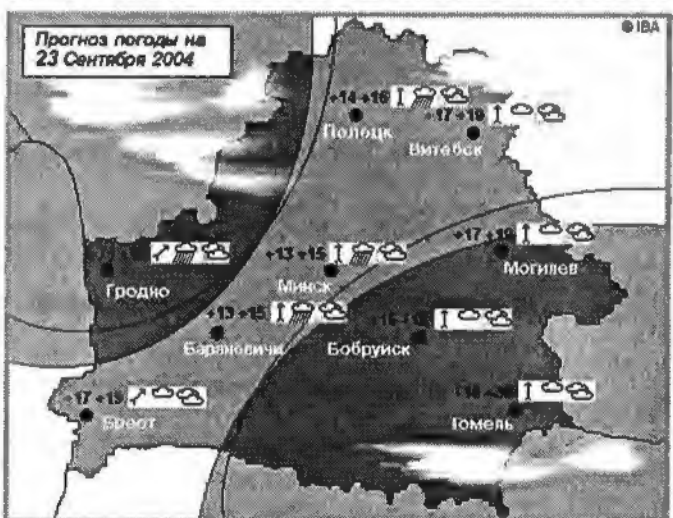 Прогноз погоды на
23 Сентября 2004
® IBA
+14 +16
Полоцк
+17 +19
Витебск
+17 +19
Могилев
Гродно
+13 +15
Минск
+13 +15
Барановичи
Бобруйск
+17 +19
Брест
Гомель